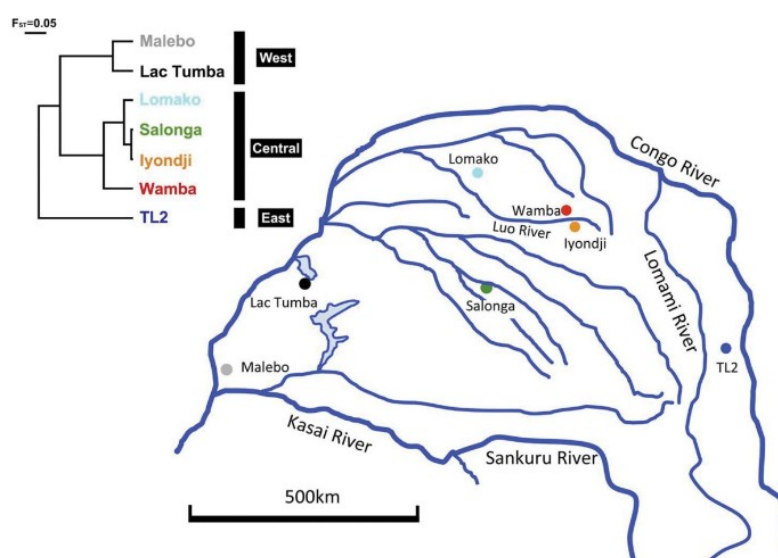 FST=0.05
Malebo
Lac Tumba
West
Lomako
Salonga
Iyondji
Central
Wamba
TL2
East
Congo River
Lomako
Wamba
Luo River
Iyondji
Lomami River
Lac Tumba
Salonga
TL2
Malebo
Kasai River
Sankuru River
500km